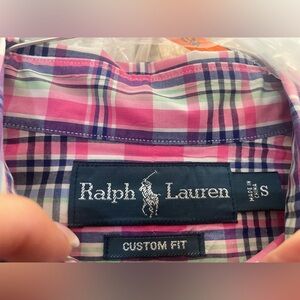 Ralph Lauren
S
CUSTOM FIT